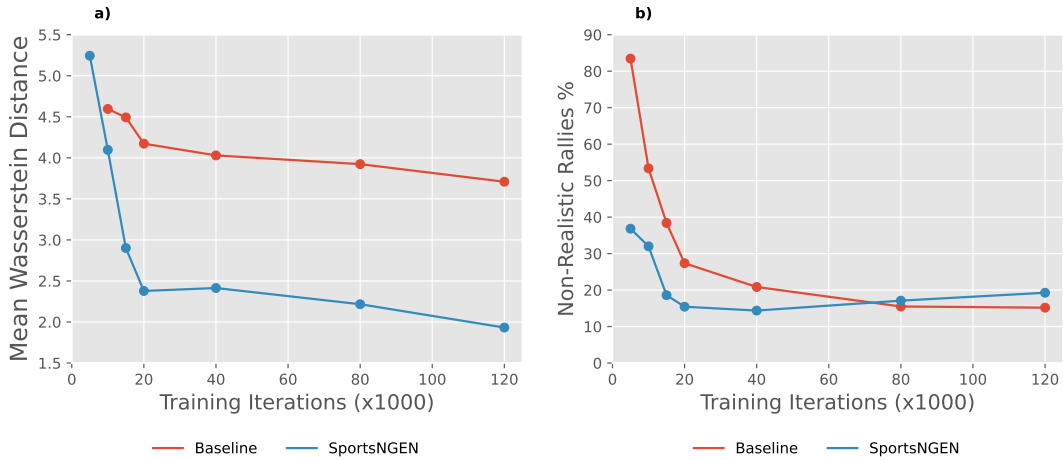 a)
5.5
5.0
4.5
4.0
3.5
3.0
2.5
2.0
1.5
Mean Wasserstein Distance
0 20 40 60 80 100 120
Training Iterations (x1000)
Baseline SportsNGEN
b)
90
80
70
60
50
40
30
20
10
0
Non-Realistic Rallies %
0 20 40 60 80 100 120
Training Iterations (x1000)
Baseline SportsNGEN